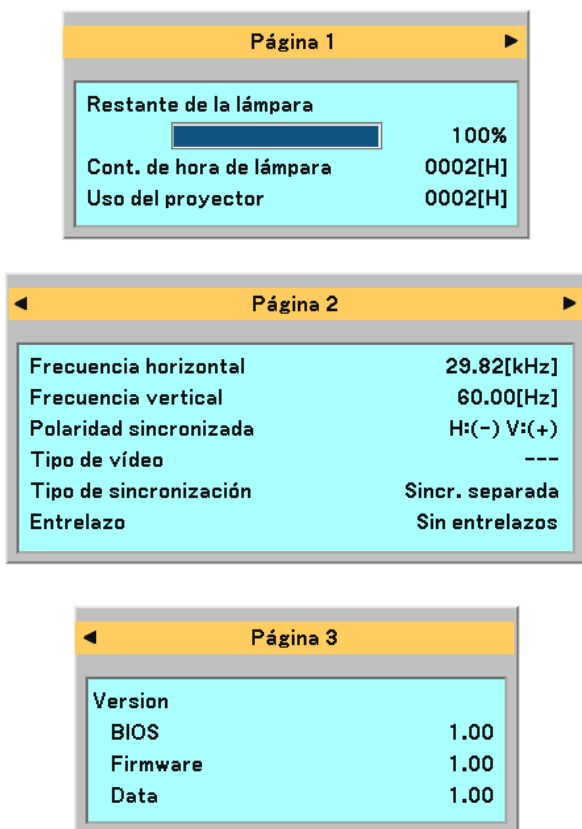 Página 1
Restante de la lámpara
100%
Cont. de hora de lámpara 0002[H]
Uso del proyector 0002[H]
Página 2
Frecuencia horizontal 29.82[kHz]
Frecuencia vertical 60.00[Hz]
Polaridad sincronizada H:(-) V:(+)
Tipo de vídeo ---
Tipo de sincronización Sincr. separada
Entrelazo Sin entrelazos
Página 3
Version
BIOS 1.00
Firmware 1.00
Data 1.00